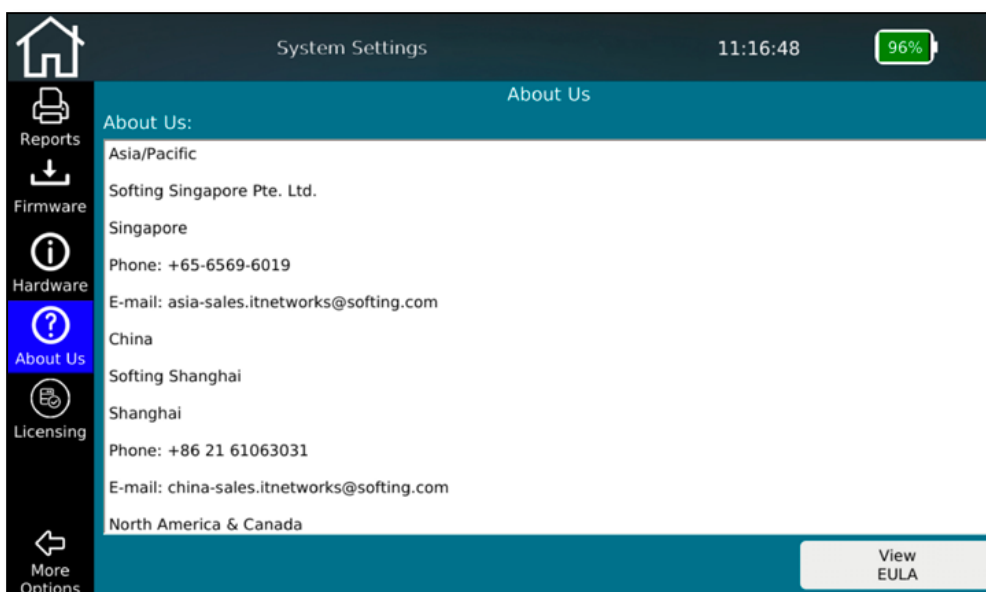 System Settings
11:16:48
96%
Reports
Firmware
Hardware
About Us
Licensing
More
Options
About Us
About Us:
Asia/Pacific
Softing Singapore Pte. Ltd.
Singapore
Phone: +65-6569-6019
E-mail: asia-sales.itnetworks@softing.com
China
Softing Shanghai
Shanghai
Phone: +86 21 61063031
E-mail: china-sales.itnetworks@softing.com
North America & Canada
View
EULA